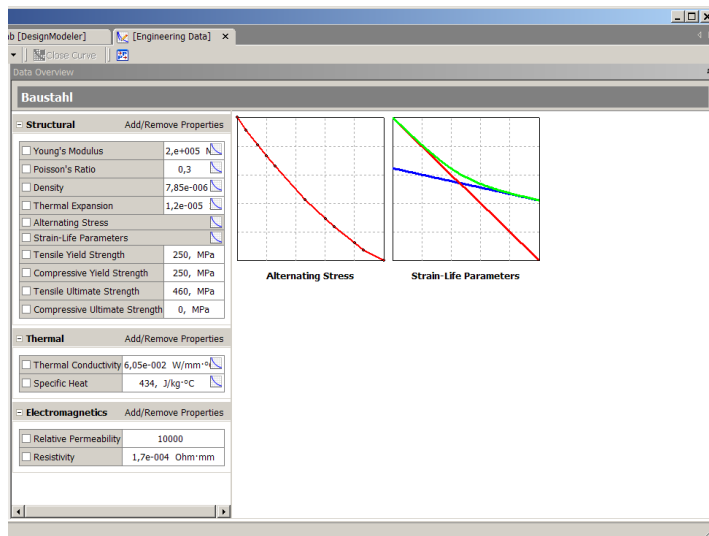 b [DesignModeler] [Engineering Data] ×
Close Curve
Data Overview
Baustahl
Structural Add/Remove Properties
Young's Modulus 2,e+005 N
Poisson's Ratio 0,3
Density 7,85e-006
Thermal Expansion 1,2e-005
Alternating Stress
Strain-Life Parameters
Tensile Yield Strength 250, MPa
Compressive Yield Strength 250, MPa
Tensile Ultimate Strength 460, MPa
Compressive Ultimate Strength 0, MPa
Thermal Add/Remove Properties
Thermal Conductivity 6,05e-002 W/mm·º
Specific Heat 434, J/kg·ºC
Electromagnetics Add/Remove Properties
Relative Permeability 10000
Resistivity 1,7e-004 Ohm·mm
Alternating Stress
Strain-Life Parameters